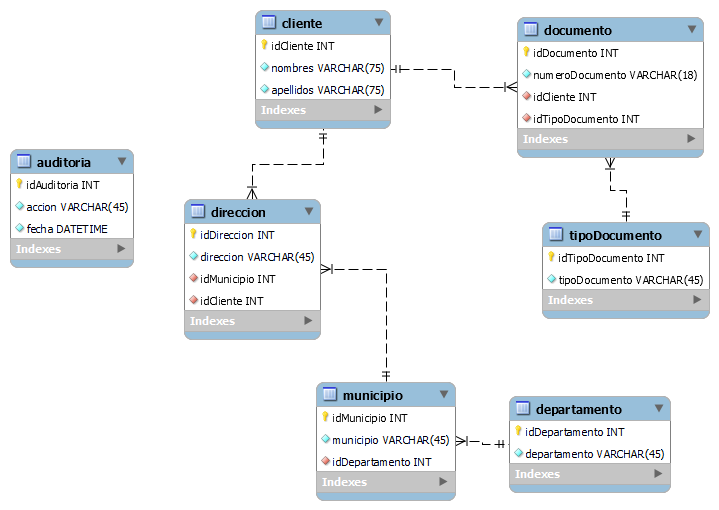 cliente
idCliente INT
nombres VARCHAR(75)
apellidos VARCHAR(75)
Indexes
documento
idDocumento INT
numeroDocumento VARCHAR(18)
idCliente INT
idTipoDocumento INT
Indexes
auditoria
idAuditoria INT
accion VARCHAR(45)
fecha DATETIME
Indexes
direccion
idDireccion INT
direccion VARCHAR(45)
idMunicipio INT
idCliente INT
Indexes
tipoDocumento
idTipoDocumento INT
tipoDocumento VARCHAR(45)
Indexes
municipio
idMunicipio INT
municipio VARCHAR(45)
idDepartamento INT
Indexes
departamento
idDepartamento INT
departamento VARCHAR(45)
Indexes